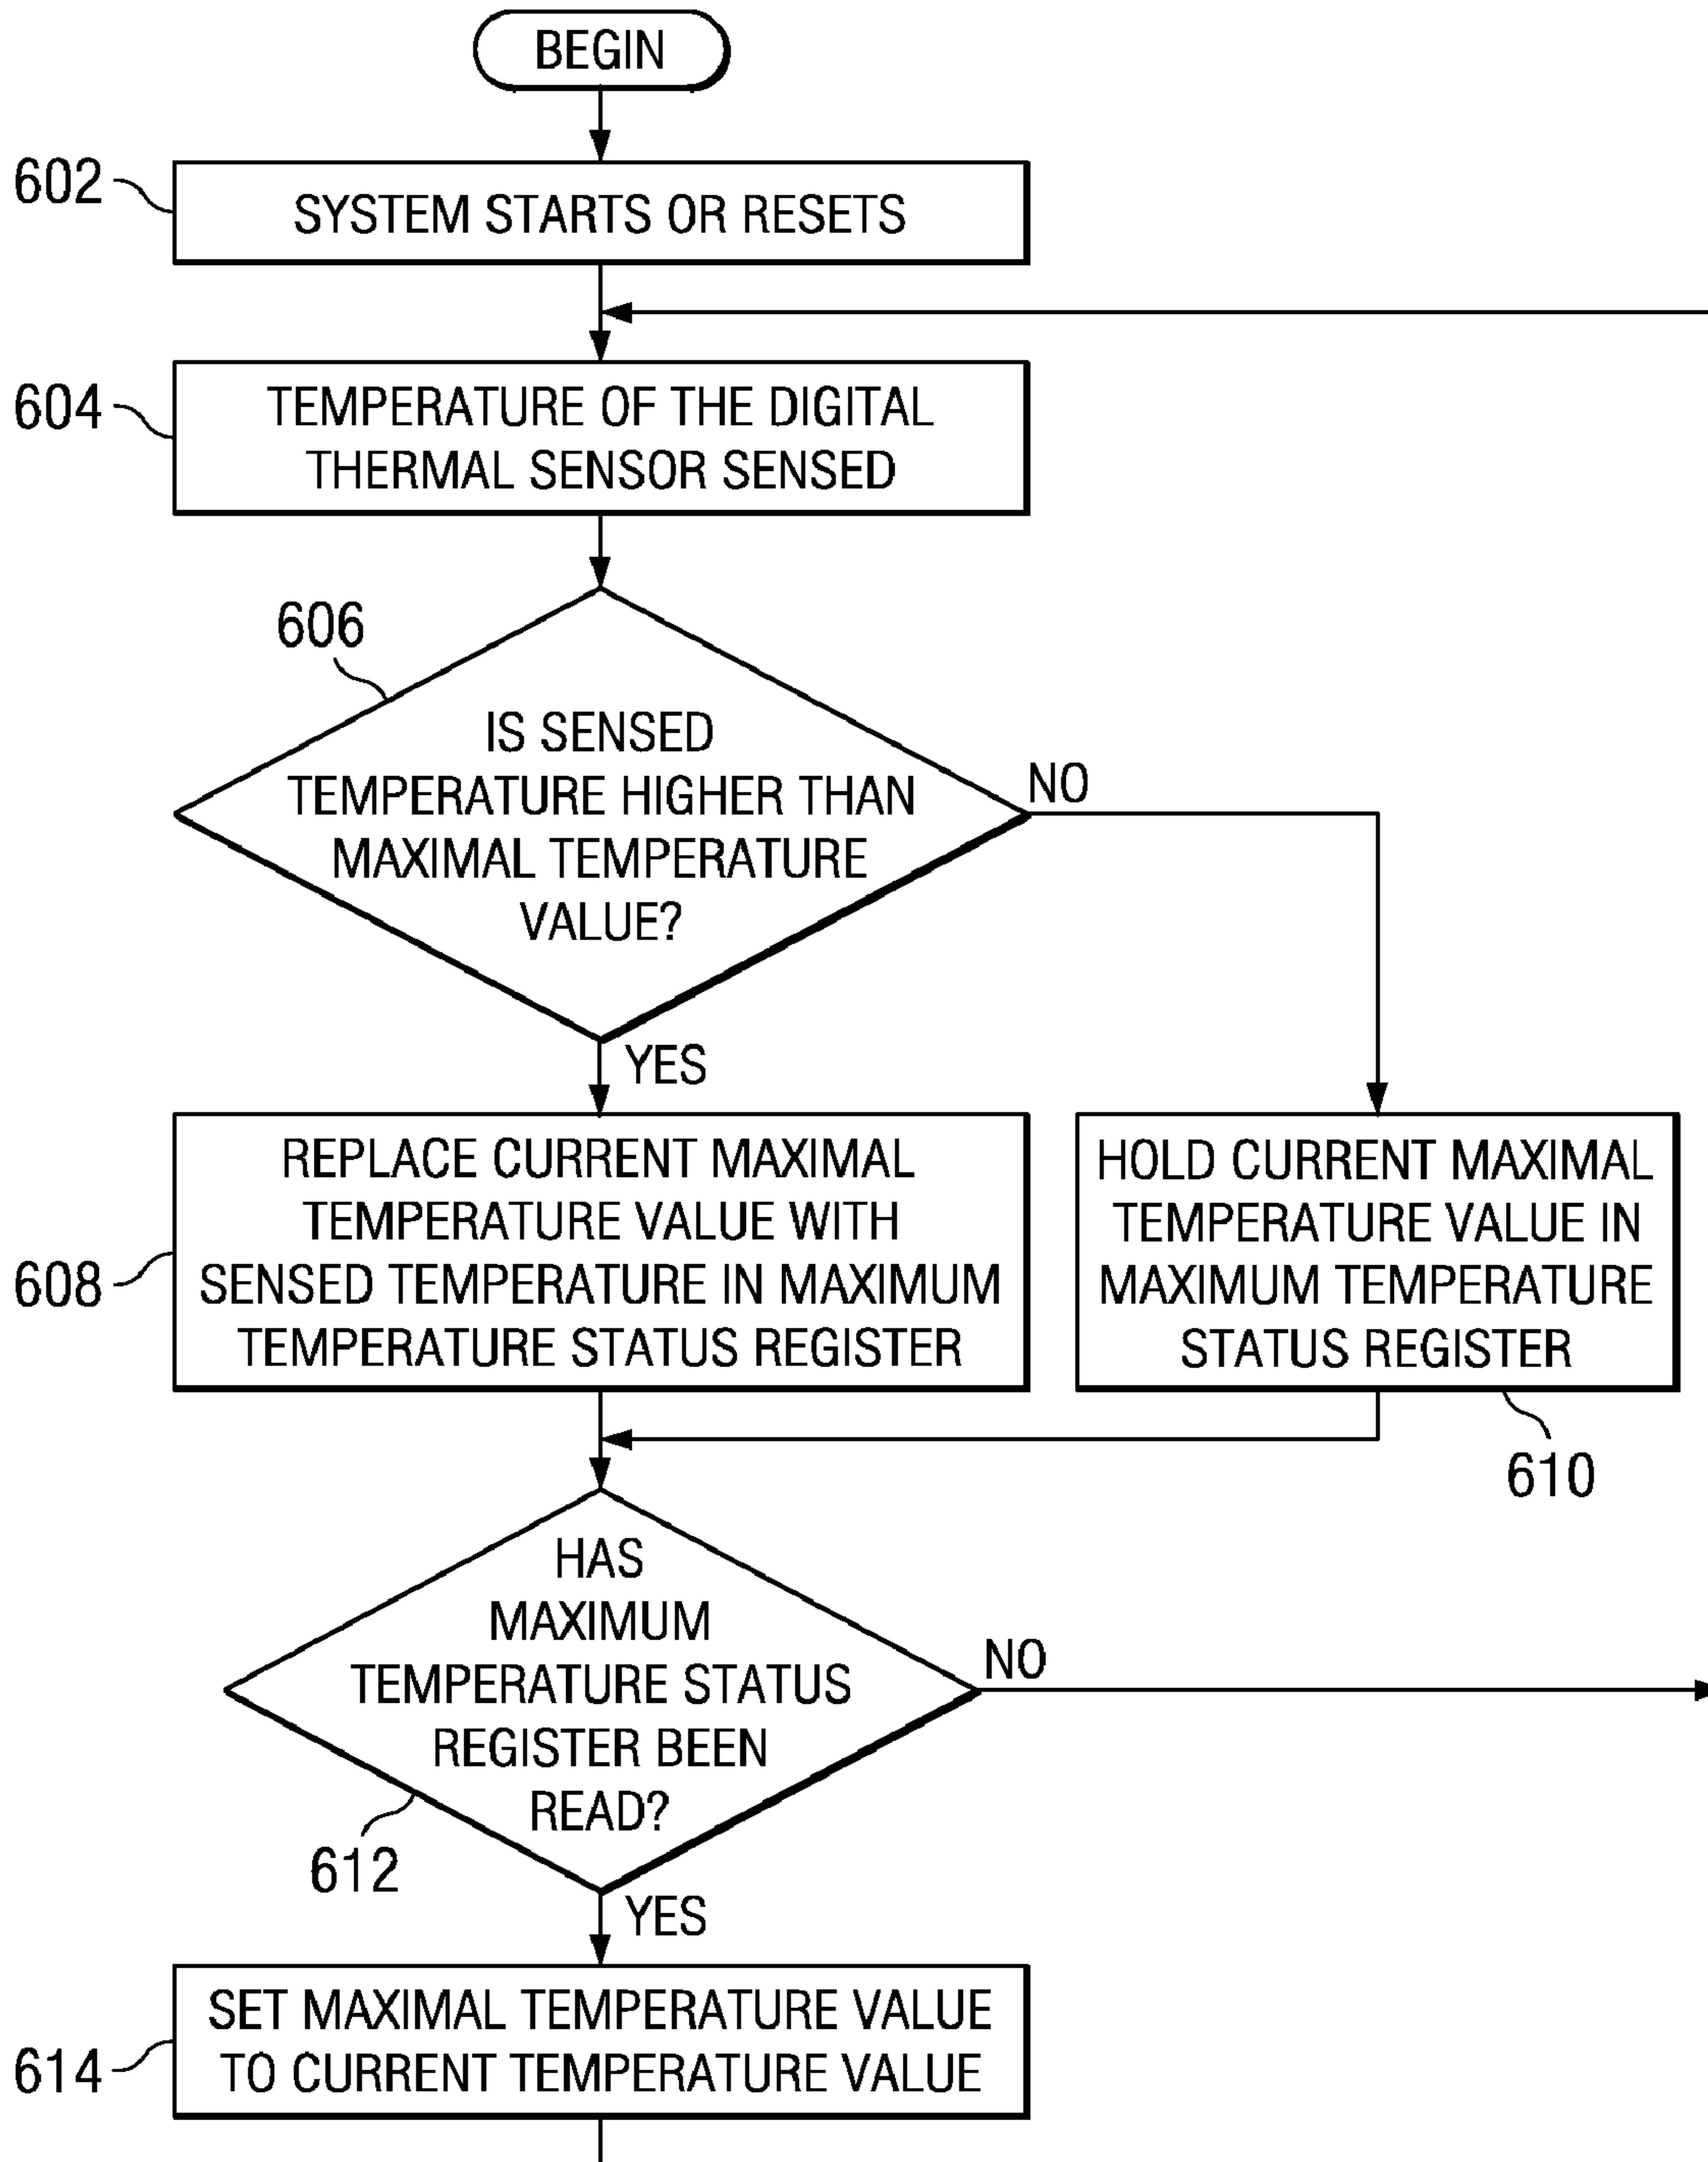 BEGIN
602
SYSTEM STARTS OR RESETS
604
TEMPERATURE OF THE DIGITAL
THERMAL SENSOR SENSED
606
IS SENSED
TEMPERATURE HIGHER THAN
MAXIMAL TEMPERATURE
VALUE?
NO
YES
608
REPLACE CURRENT MAXIMAL
TEMPERATURE VALUE WITH
SENSED TEMPERATURE IN MAXIMUM
TEMPERATURE STATUS REGISTER
HOLD CURRENT MAXIMAL
TEMPERATURE VALUE IN
MAXIMUM TEMPERATURE
STATUS REGISTER
610
HAS
MAXIMUM
TEMPERATURE STATUS
REGISTER BEEN
READ?
NO
612
YES
614
SET MAXIMAL TEMPERATURE VALUE
TO CURRENT TEMPERATURE VALUE